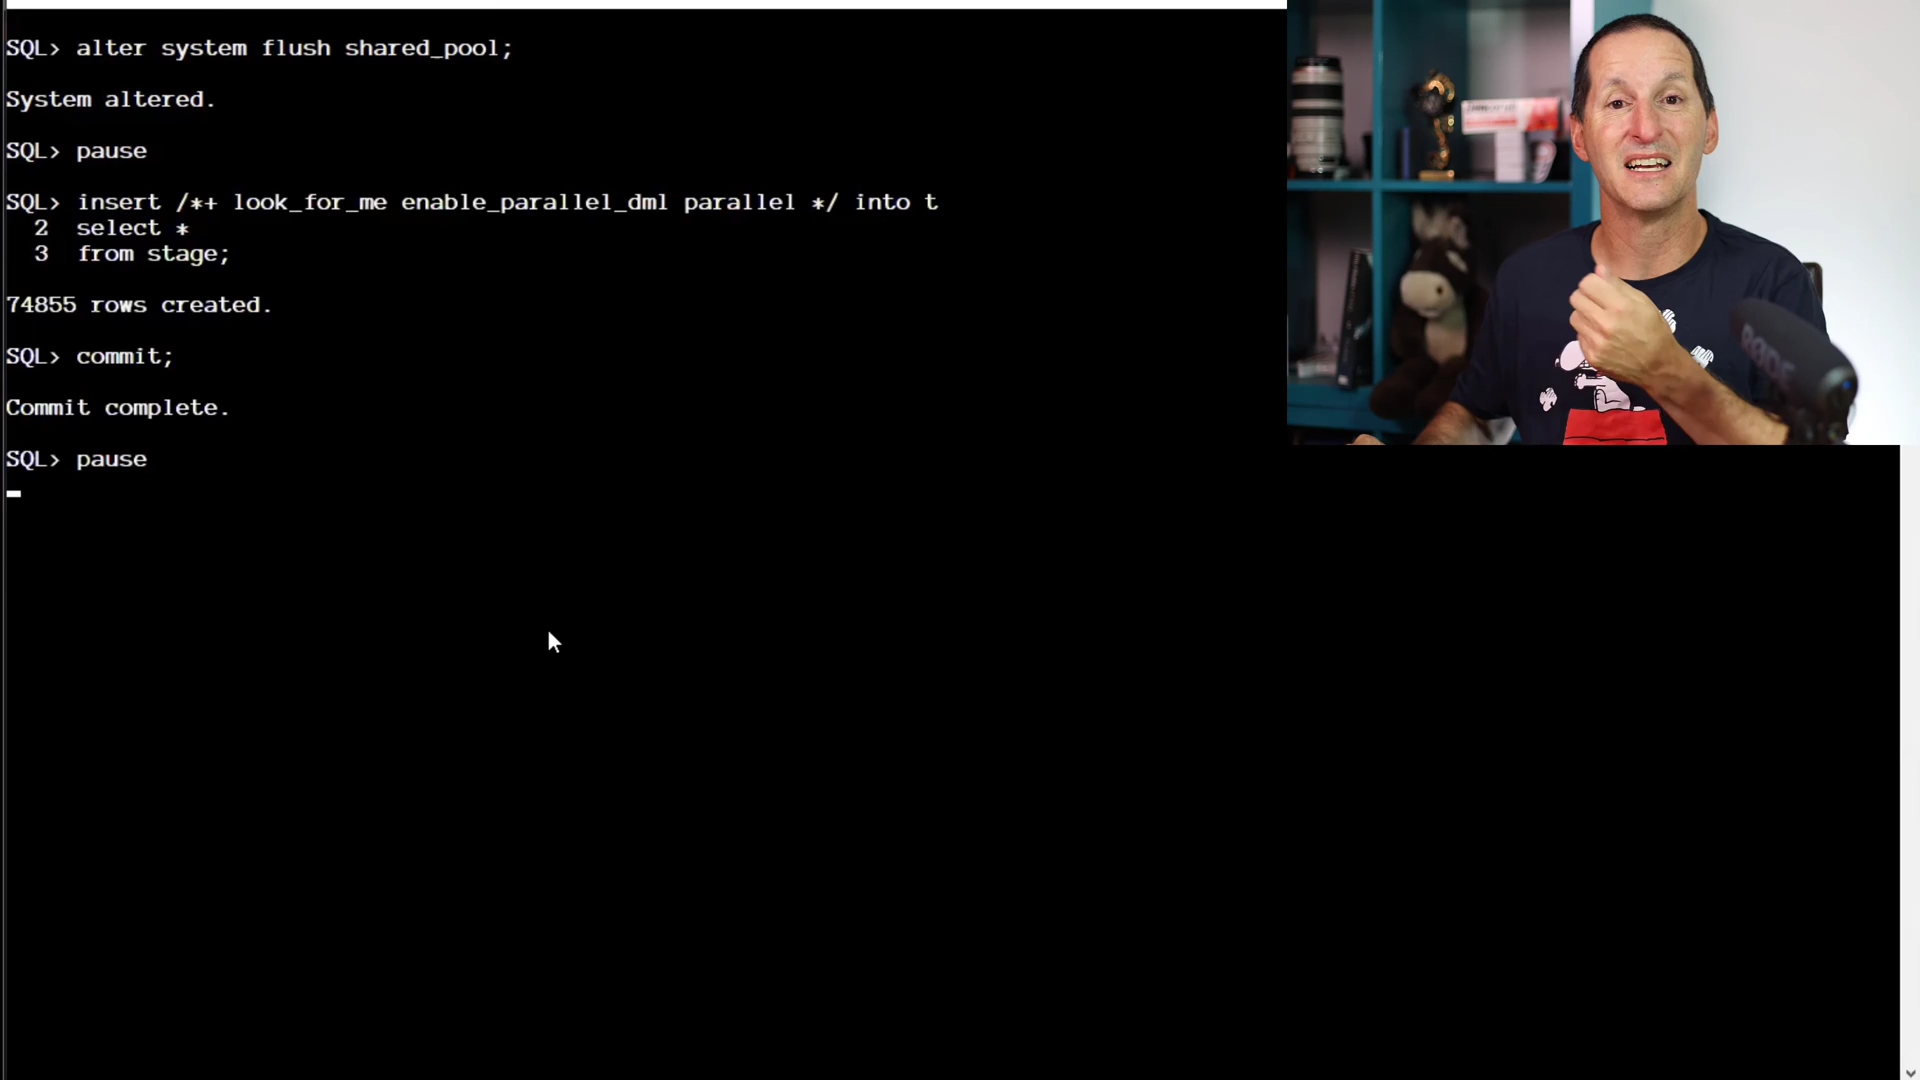 SQL> alter system flush shared_pool;
System altered.
SQL> pause
SQL> insert /*+ look_for_me enable_parallel_dml parallel */ into t
  2  select *
  3  from stage;
74855 rows created.
SQL> commit;
Commit complete.
SQL> pause
RODE